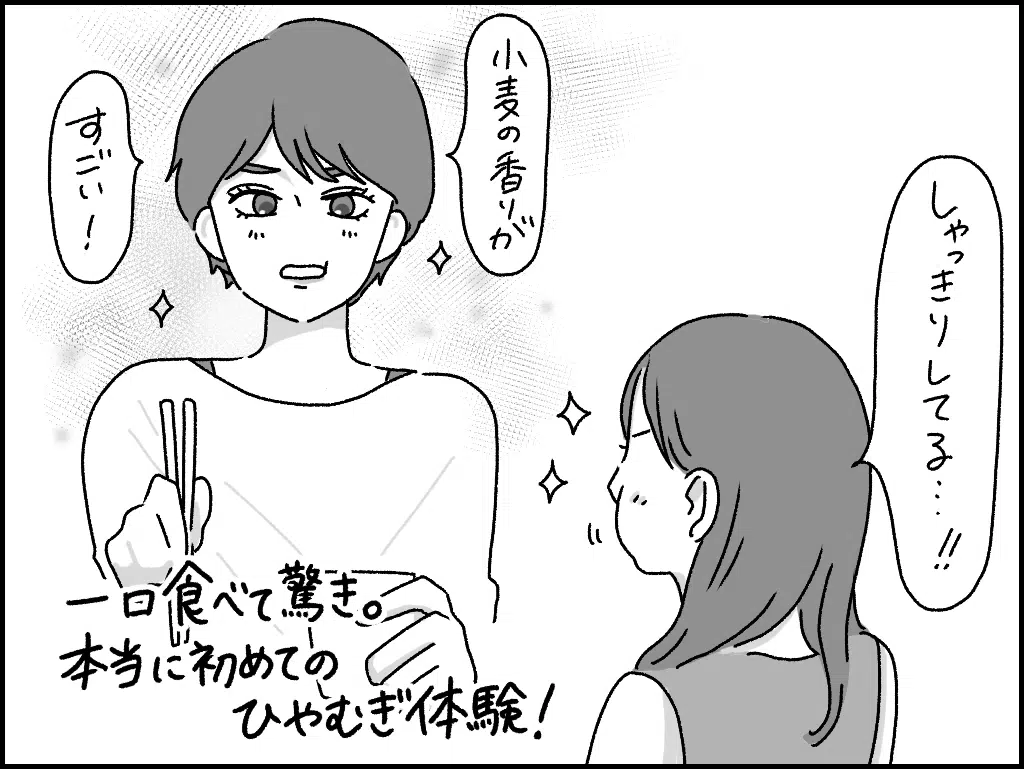 しゃっきりしてる…!!
小麦の香りが
すごい！
一口食べて驚き。
本当に初めての
ひやむぎ体験！